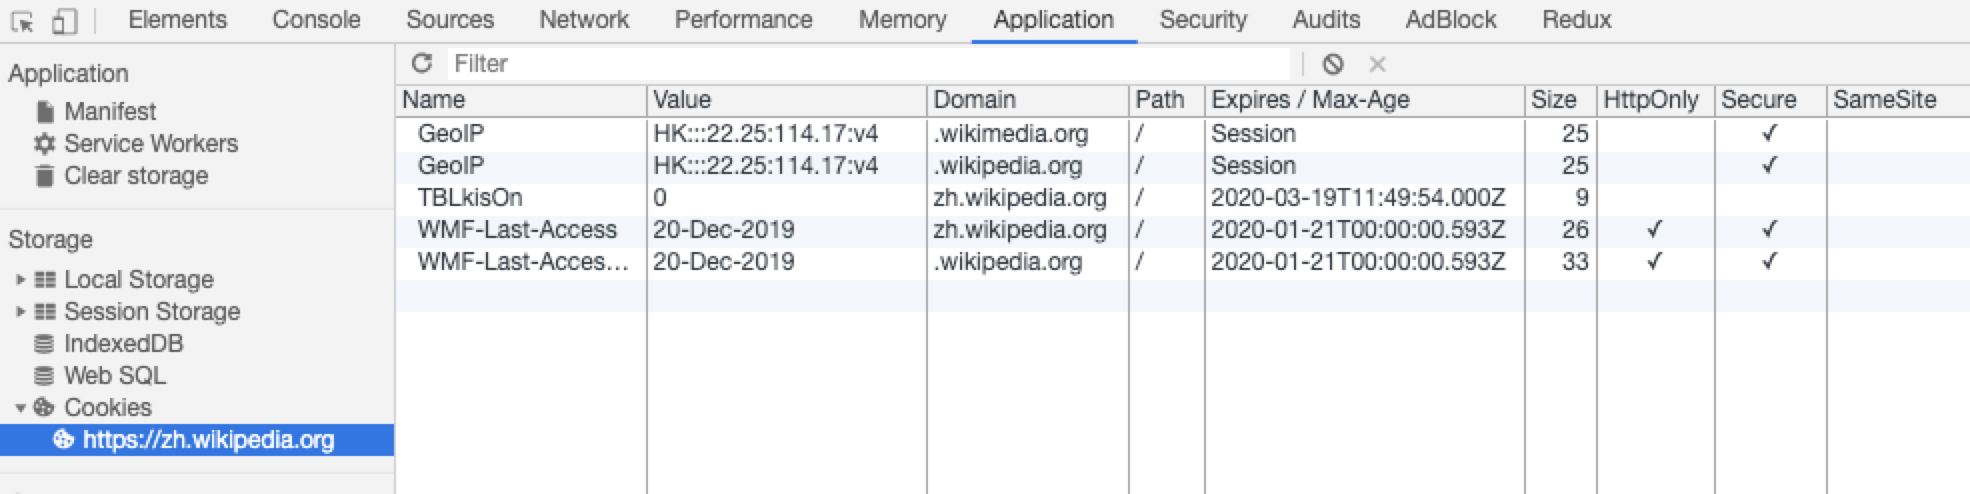 Elements Console Sources Network Performance Memory Application Security Audits AdBlock Redux
Application
Manifest
Service Workers
Clear storage
Storage
Local Storage
Session Storage
IndexedDB
Web SQL
Cookies
https://zh.wikipedia.org
Filter
Name Value Domain Path Expires / Max-Age Size HttpOnly Secure SameSite
GeoIP HK:::22.25:114.17:v4 .wikimedia.org / Session 25 ✓
GeoIP HK:::22.25:114.17:v4 .wikipedia.org / Session 25 ✓
TBLkisOn 0 zh.wikipedia.org / 2020-03-19T11:49:54.000Z 9
WMF-Last-Access 20-Dec-2019 zh.wikipedia.org / 2020-01-21T00:00:00.593Z 26 ✓ ✓
WMF-Last-Acces... 20-Dec-2019 .wikipedia.org / 2020-01-21T00:00:00.593Z 33 ✓ ✓